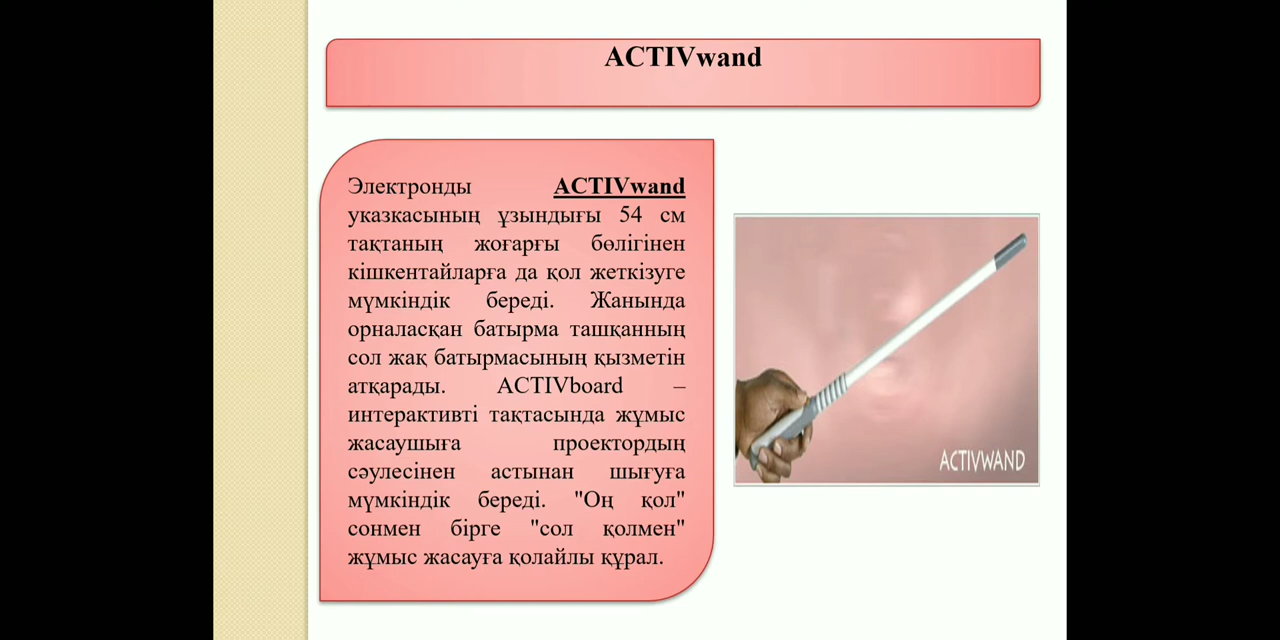 ACTIVwand
Электронды ACTIVwand
указкасының ұзындығы 54 см
тақтаның жоғарғы бөлігінен
кішкентайларға да қол жеткізуге
мүмкіндік береді. Жанында
орналасқан батырма ташқанның
сол жақ батырмасының қызметін
атқарады. ACTIVboard –
интерактивті тақтасында жұмыс
жасаушыға проектордың
сәулесінен астынан шығуға
мүмкіндік береді. "Оң қол"
сонмен бірге "сол қолмен"
жұмыс жасауға қолайлы құрал.
ACTIVWAND